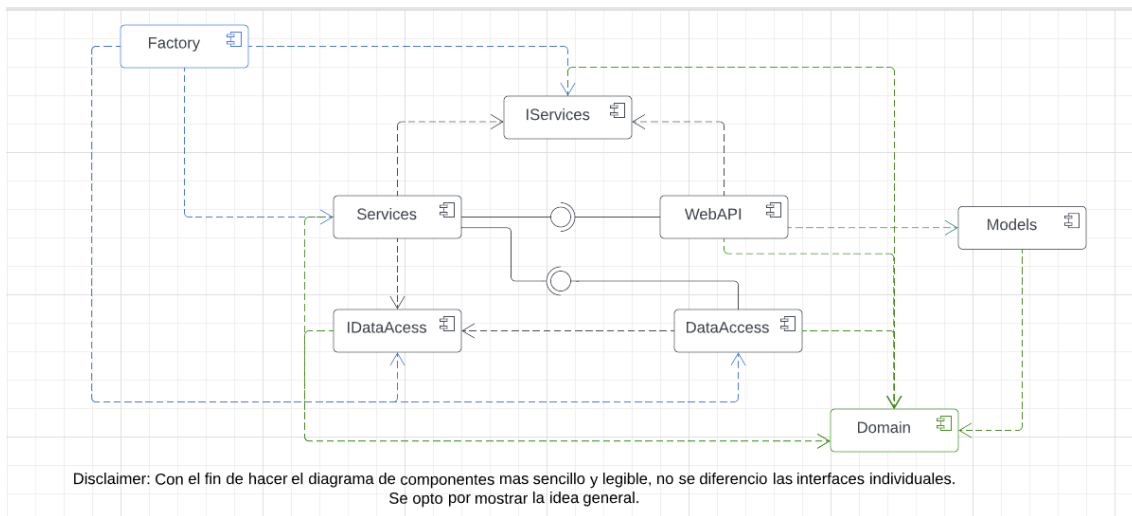 Factory
IServices
Services
WebAPI
Models
IDataAcess
DataAccess
Domain
Disclaimer: Con el fin de hacer el diagrama de componentes mas sencillo y legible, no se diferencio las interfaces individuales.
Se opto por mostrar la idea general.